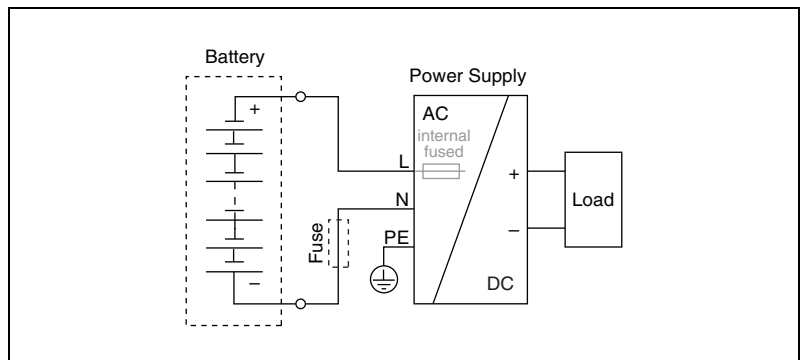 Battery
Power Supply
+
AC
internal
fused
L
+
N
Load
Fuse
PE
–
–
DC